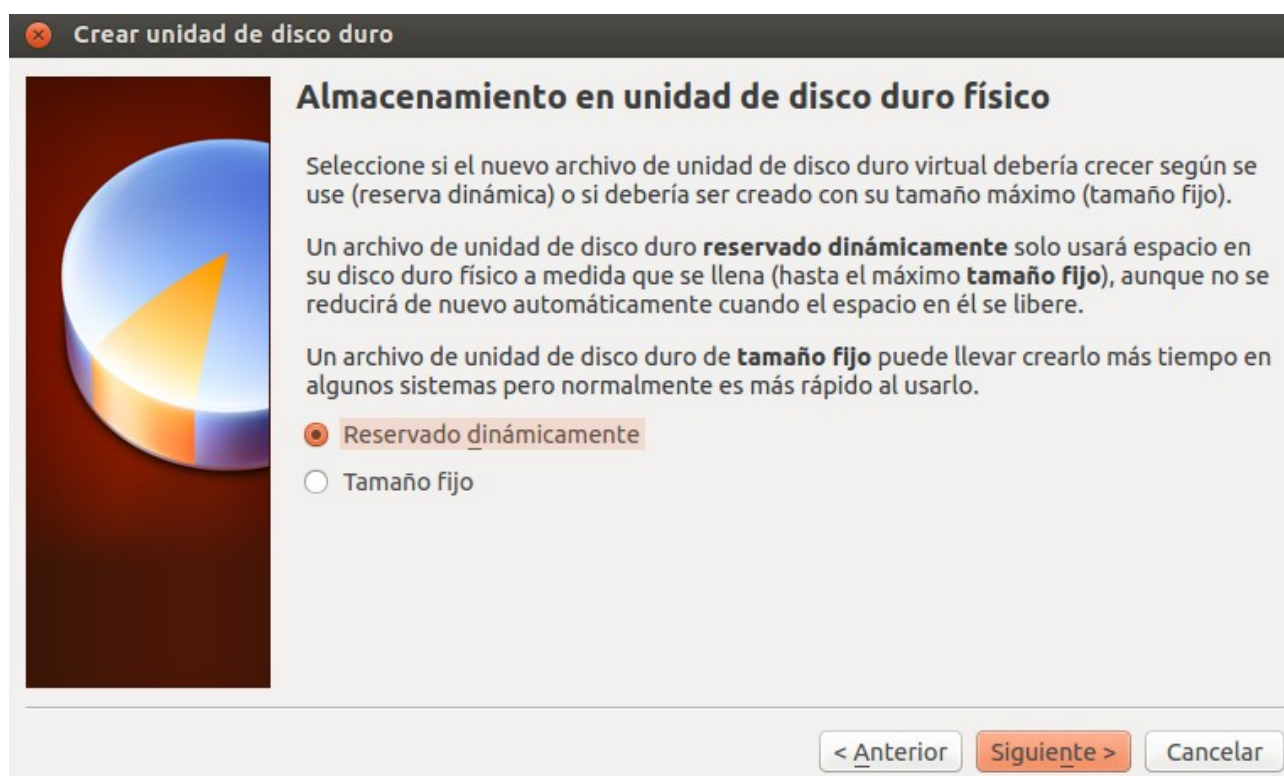 Crear unidad de disco duro
Almacenamiento en unidad de disco duro físico
Seleccione si el nuevo archivo de unidad de disco duro virtual debería crecer según se
use (reserva dinámica) o si debería ser creado con su tamaño máximo (tamaño fijo).
Un archivo de unidad de disco duro reservado dinámicamente solo usará espacio en
su disco duro físico a medida que se llena (hasta el máximo tamaño fijo), aunque no se
reducirá de nuevo automáticamente cuando el espacio en él se libere.
Un archivo de unidad de disco duro de tamaño fijo puede llevar crearlo más tiempo en
algunos sistemas pero normalmente es más rápido al usarlo.
Reservado dinámicamente
Tamaño fijo
< Anterior Siguiente > Cancelar